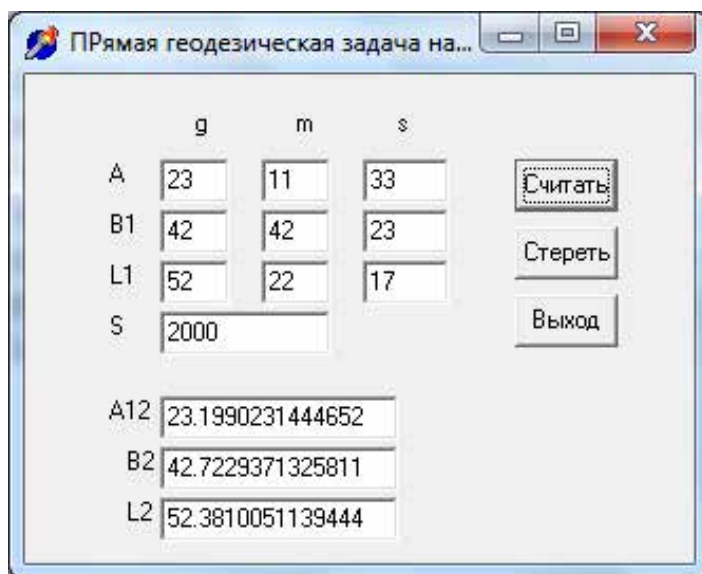 ПРямая геодезическая задача на...
g m s
A 23 11 33 Считать
B1 42 42 23
Стереть
L1 52 22 17
S 2000 Выход
A12 23.1990231444652
B2 42.7229371325811
L2 52.3810051139444